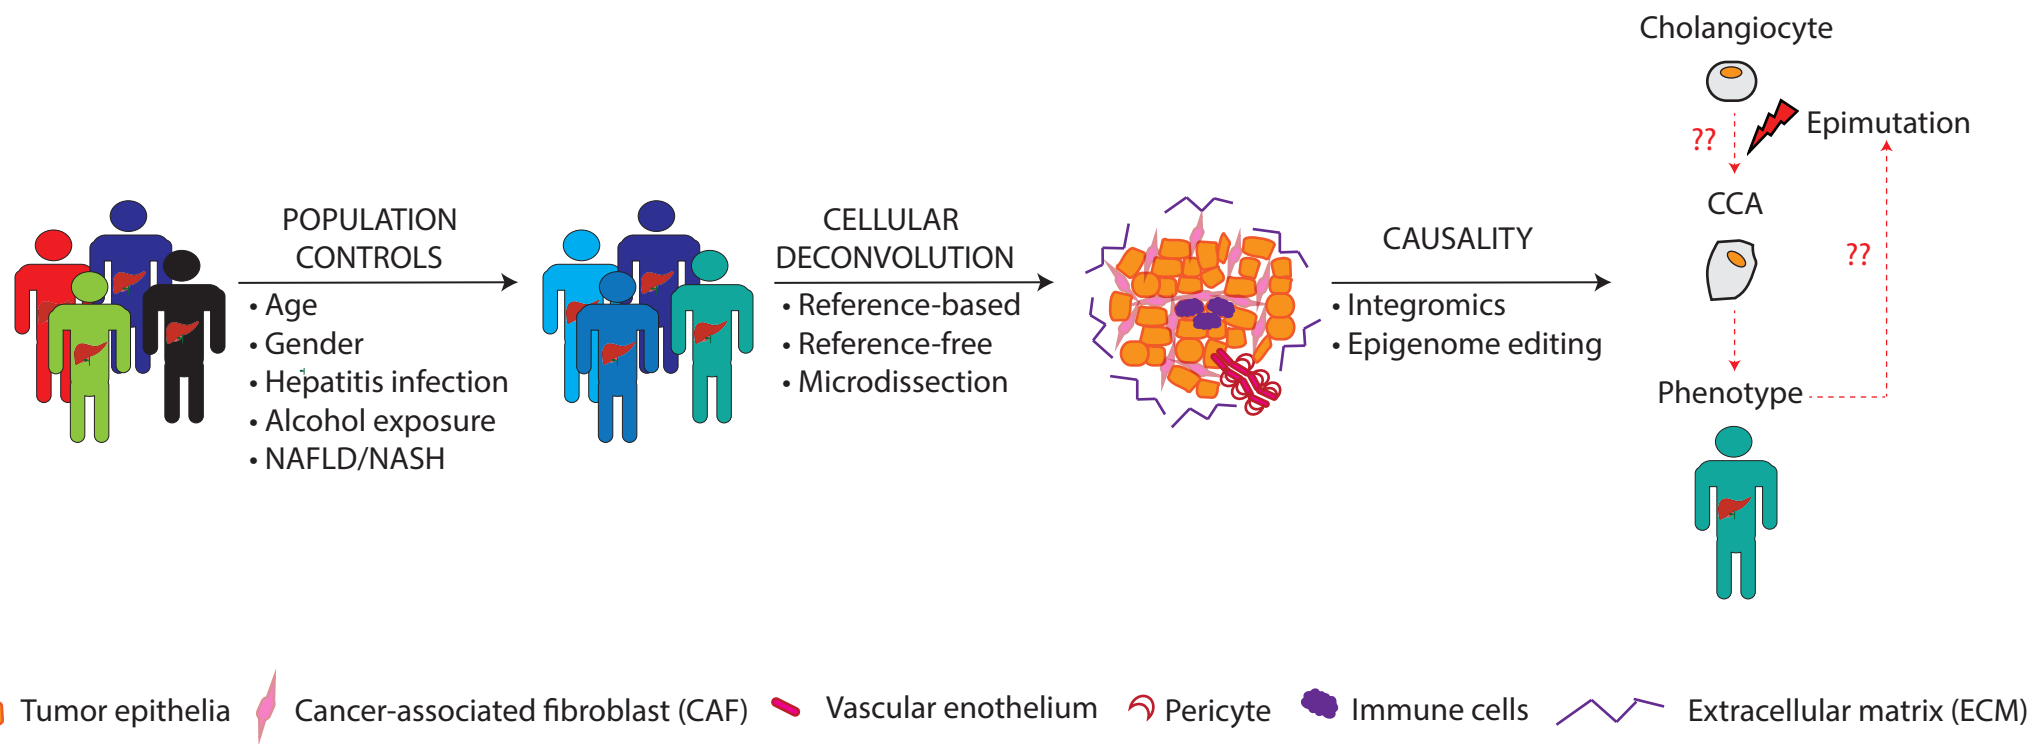 POPULATION
CONTROLS
• Age
• Gender
• Hepatitis infection
• Alcohol exposure
• NAFLD/NASH
CELLULAR
DECONVOLUTION
• Reference-based
• Reference-free
• Microdissection
CAUSALITY
• Integromics
• Epigenome editing
Cholangiocyte
??
Epimutation
CCA
??
Phenotype
Tumor epithelia
Cancer-associated fibroblast (CAF)
Vascular enothelium
Pericyte
Immune cells
Extracellular matrix (ECM)